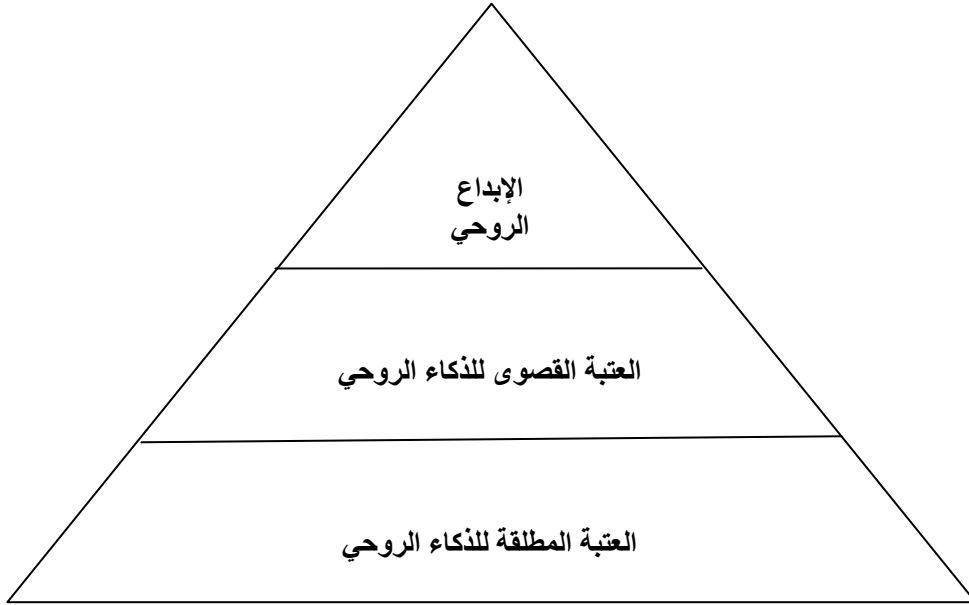 الإبداع
الروحي
العتبة القصوى للذكاء الروحي
العتبة المطلقة للذكاء الروحي